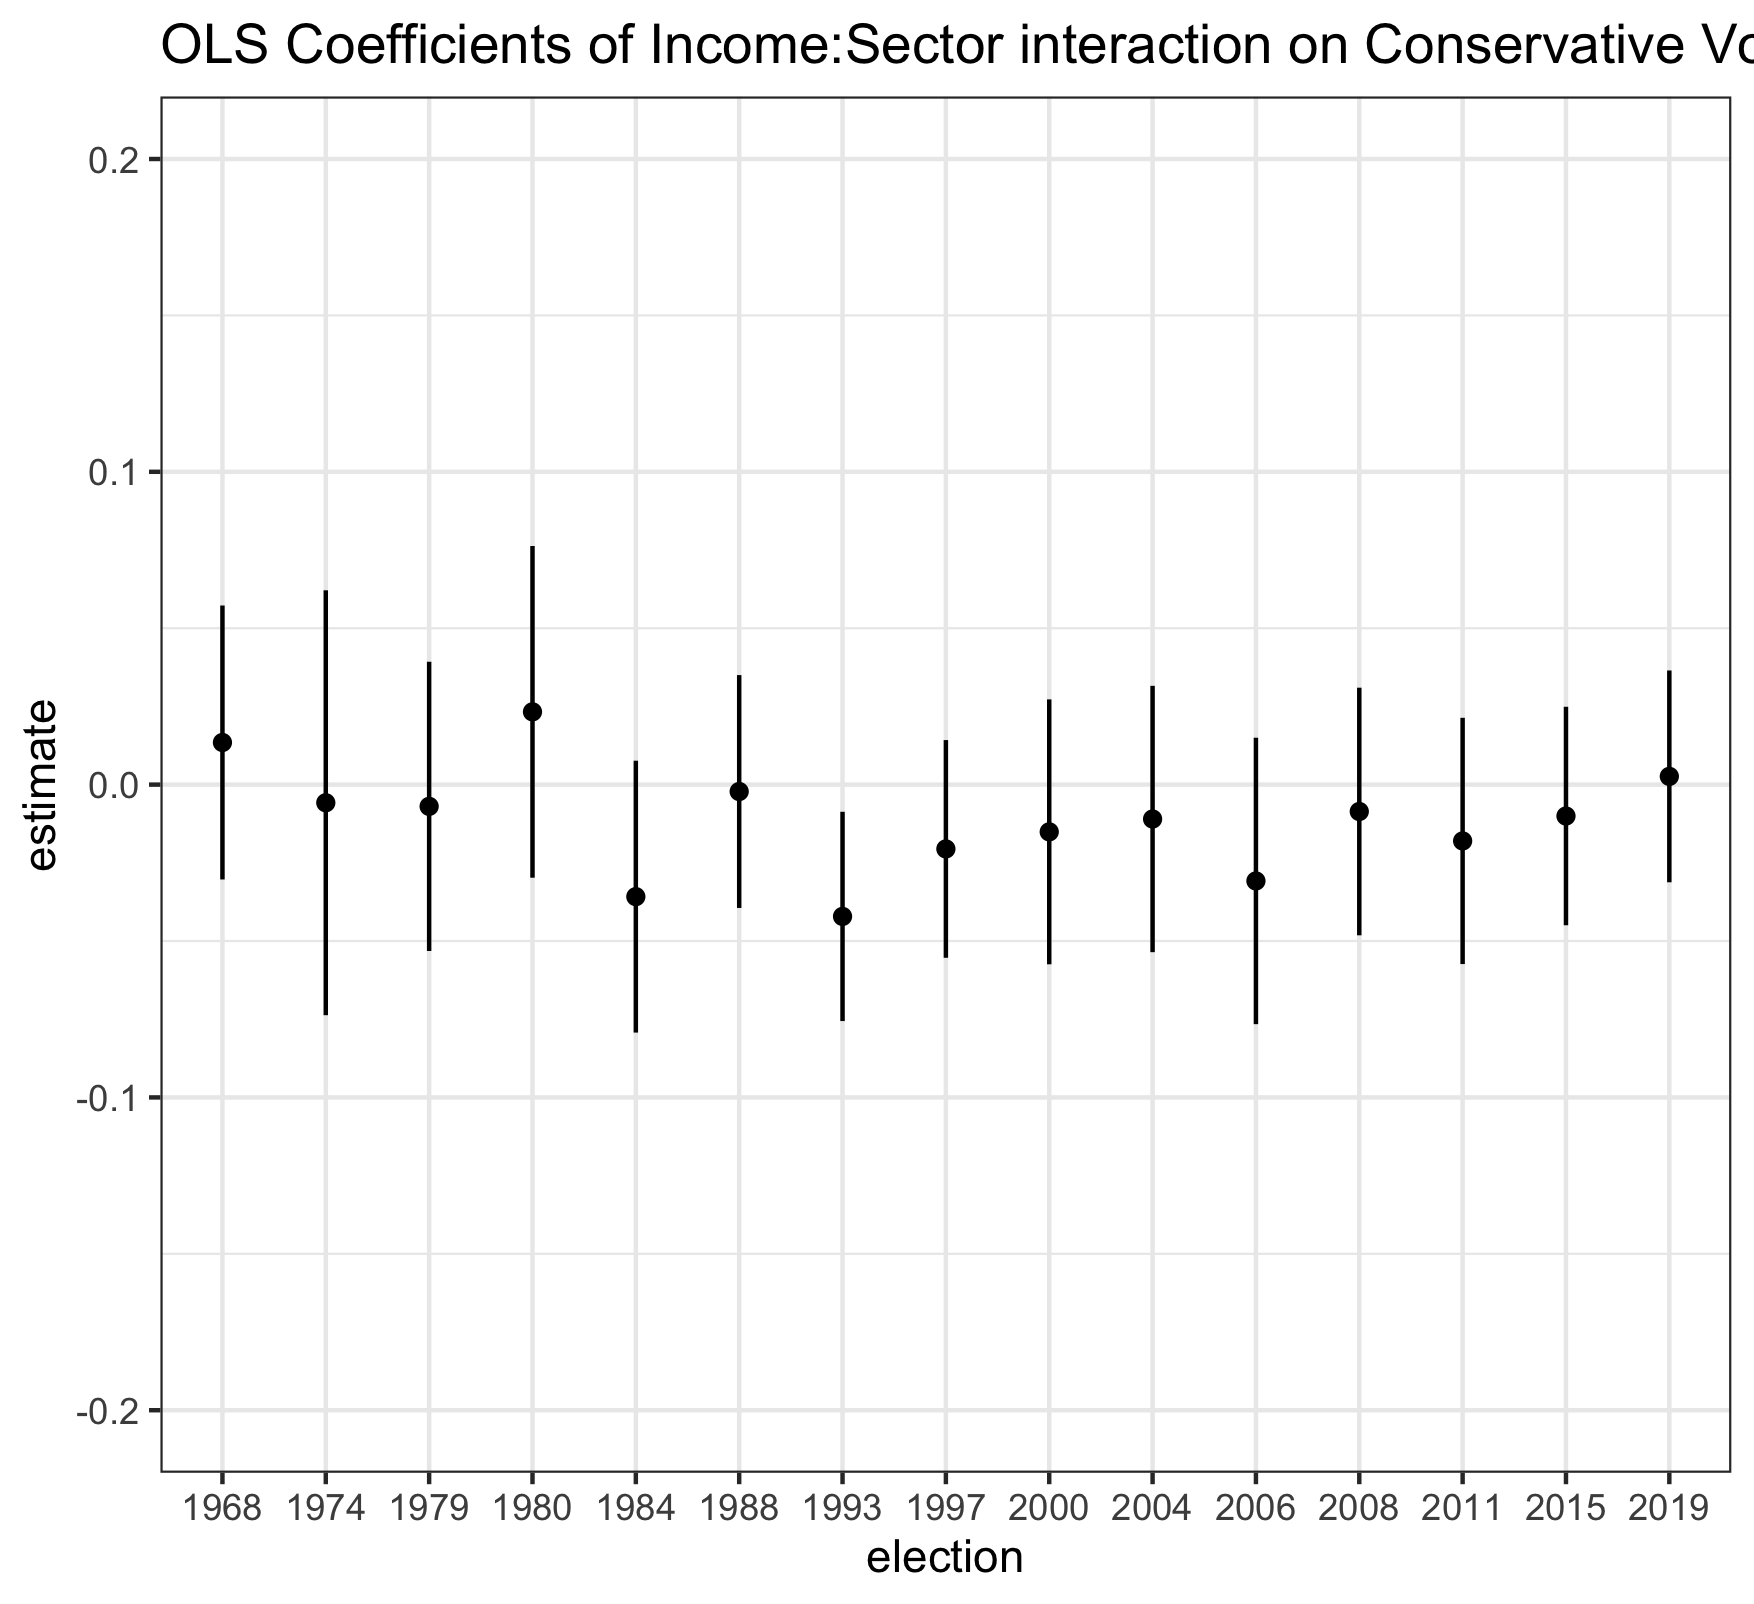 OLS Coefficients of Income:Sector interaction on Conservative
0.2
0.1
0.0
-0.1
-0.2
estimate
1968 1974 1979 1980 1984 1988 1993 1997 2000 2004 2006 2008 2011 2015 2019
election